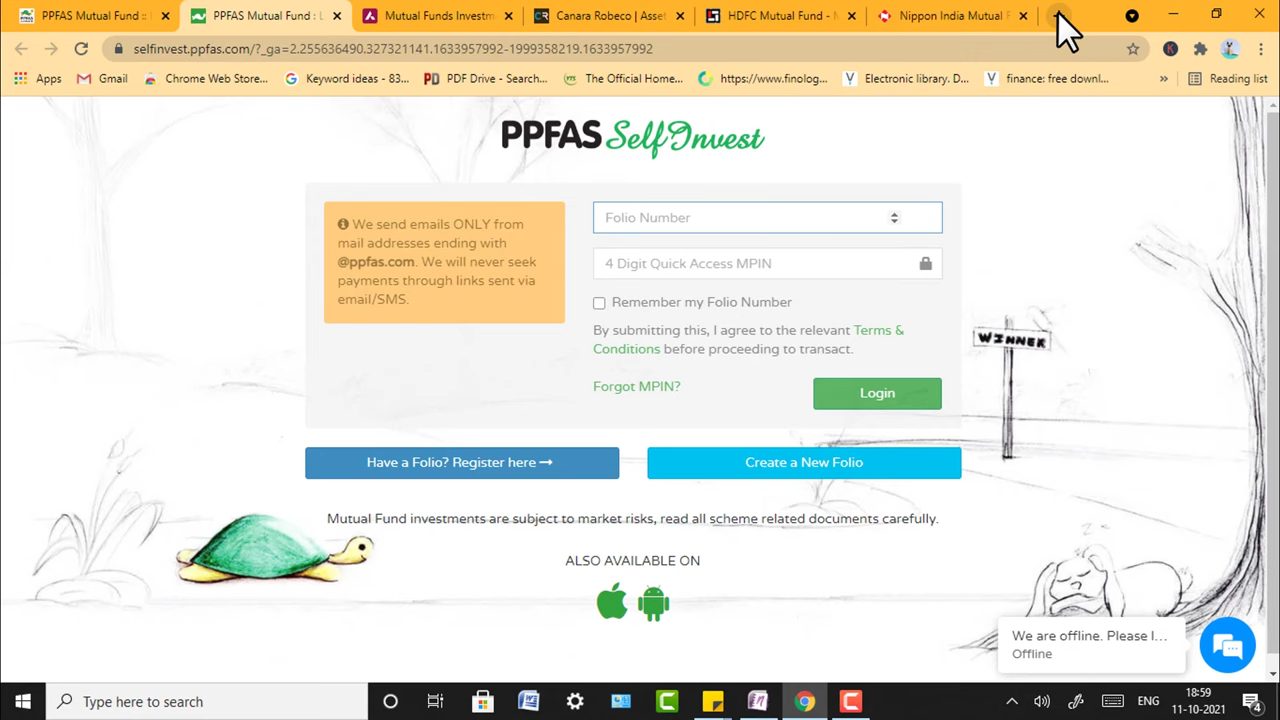 PPFAS Mutual Fund ::
PPFAS Mutual Fund : L
Mutual Funds Investm
Canara Robeco | Asset
HDFC Mutual Fund - M
Nippon India Mutual F
selfinvest.ppfas.com/?_ga=2.255636490.327321141.1633957992-1999358219.1633957992
Apps
Gmail
Chrome Web Store...
Keyword ideas - 83...
PDF Drive - Search...
The Official Home...
https://www.finolog...
Electronic library. D...
finance: free downl...
»
Reading list
PPFAS SelfInvest
We send emails ONLY from
mail addresses ending with
@ppfas.com. We will never seek
payments through links sent via
email/SMS.
Folio Number
4 Digit Quick Access MPIN
Remember my Folio Number
By submitting this, I agree to the relevant Terms &
Conditions before proceeding to transact.
Forgot MPIN?
Login
WINNER
Have a Folio? Register here
Create a New Folio
Mutual Fund investments are subject to market risks, read all scheme related documents carefully.
ALSO AVAILABLE ON
We are offline. Please l...
Offline
Type here to search
ENG
18:59
11-10-2021
4